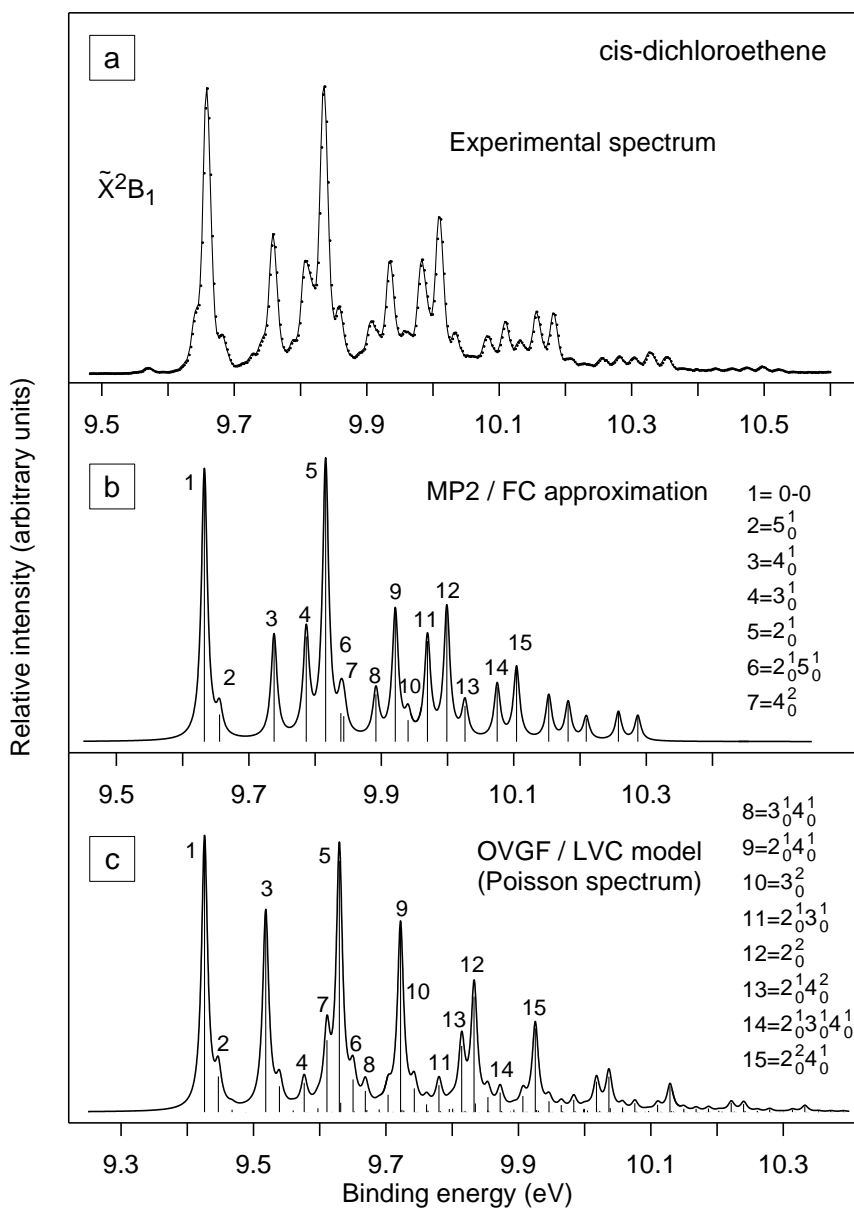 a
cis-dichloroethene
Experimental spectrum
X̃²B₁
9.5 9.7 9.9 10.1 10.3 10.5
Relative intensity (arbitrary units)
b
MP2 / FC approximation
1 2 3 4 5 6 7 8 9 10 11 12 13 14 15
1= 0-0
2=5₀¹
3=4₀¹
4=3₀¹
5=2₀¹
6=2₀¹5₀¹
7=4₀²
9.5 9.7 9.9 10.1 10.3
c
OVGF / LVC model
(Poisson spectrum)
1 2 3 4 7 5 6 8 9 10 11 13 12 14 15
8=3₀¹4₀¹
9=2₀¹4₀¹
10=3₀²
11=2₀¹3₀¹
12=2₀²
13=2₀¹4₀²
14=2₀¹3₀¹4₀¹
15=2₀²4₀¹
9.3 9.5 9.7 9.9 10.1 10.3
Binding energy (eV)